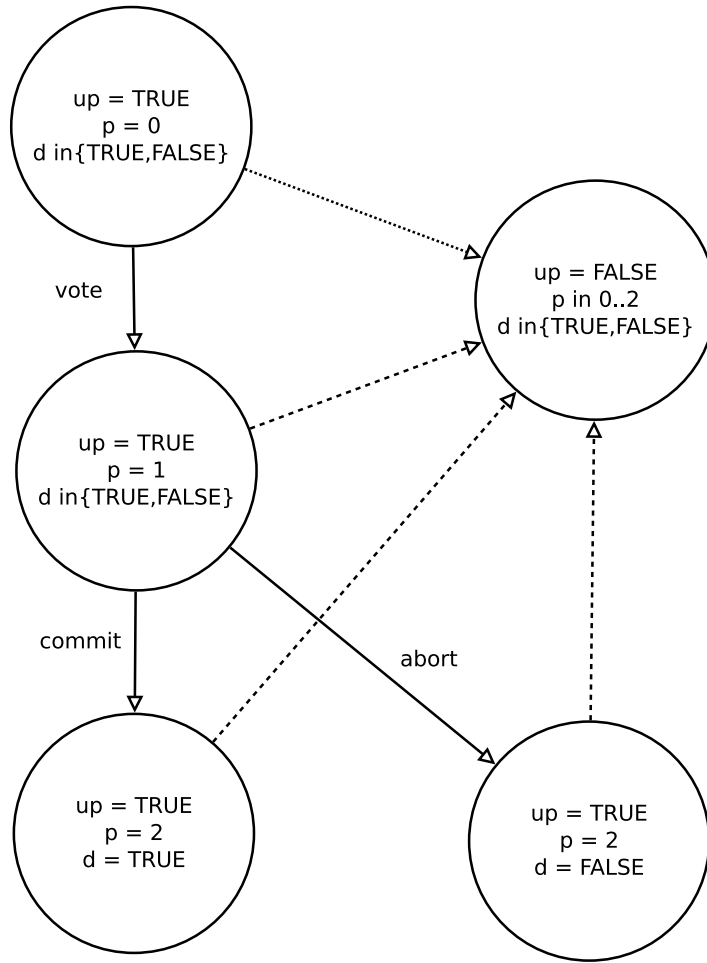 up = TRUE
p = 0
d in{TRUE,FALSE}
up = FALSE
p in 0..2
d in{TRUE,FALSE}
vote
up = TRUE
p = 1
d in{TRUE,FALSE}
commit
abort
up = TRUE
p = 2
d = TRUE
up = TRUE
p = 2
d = FALSE